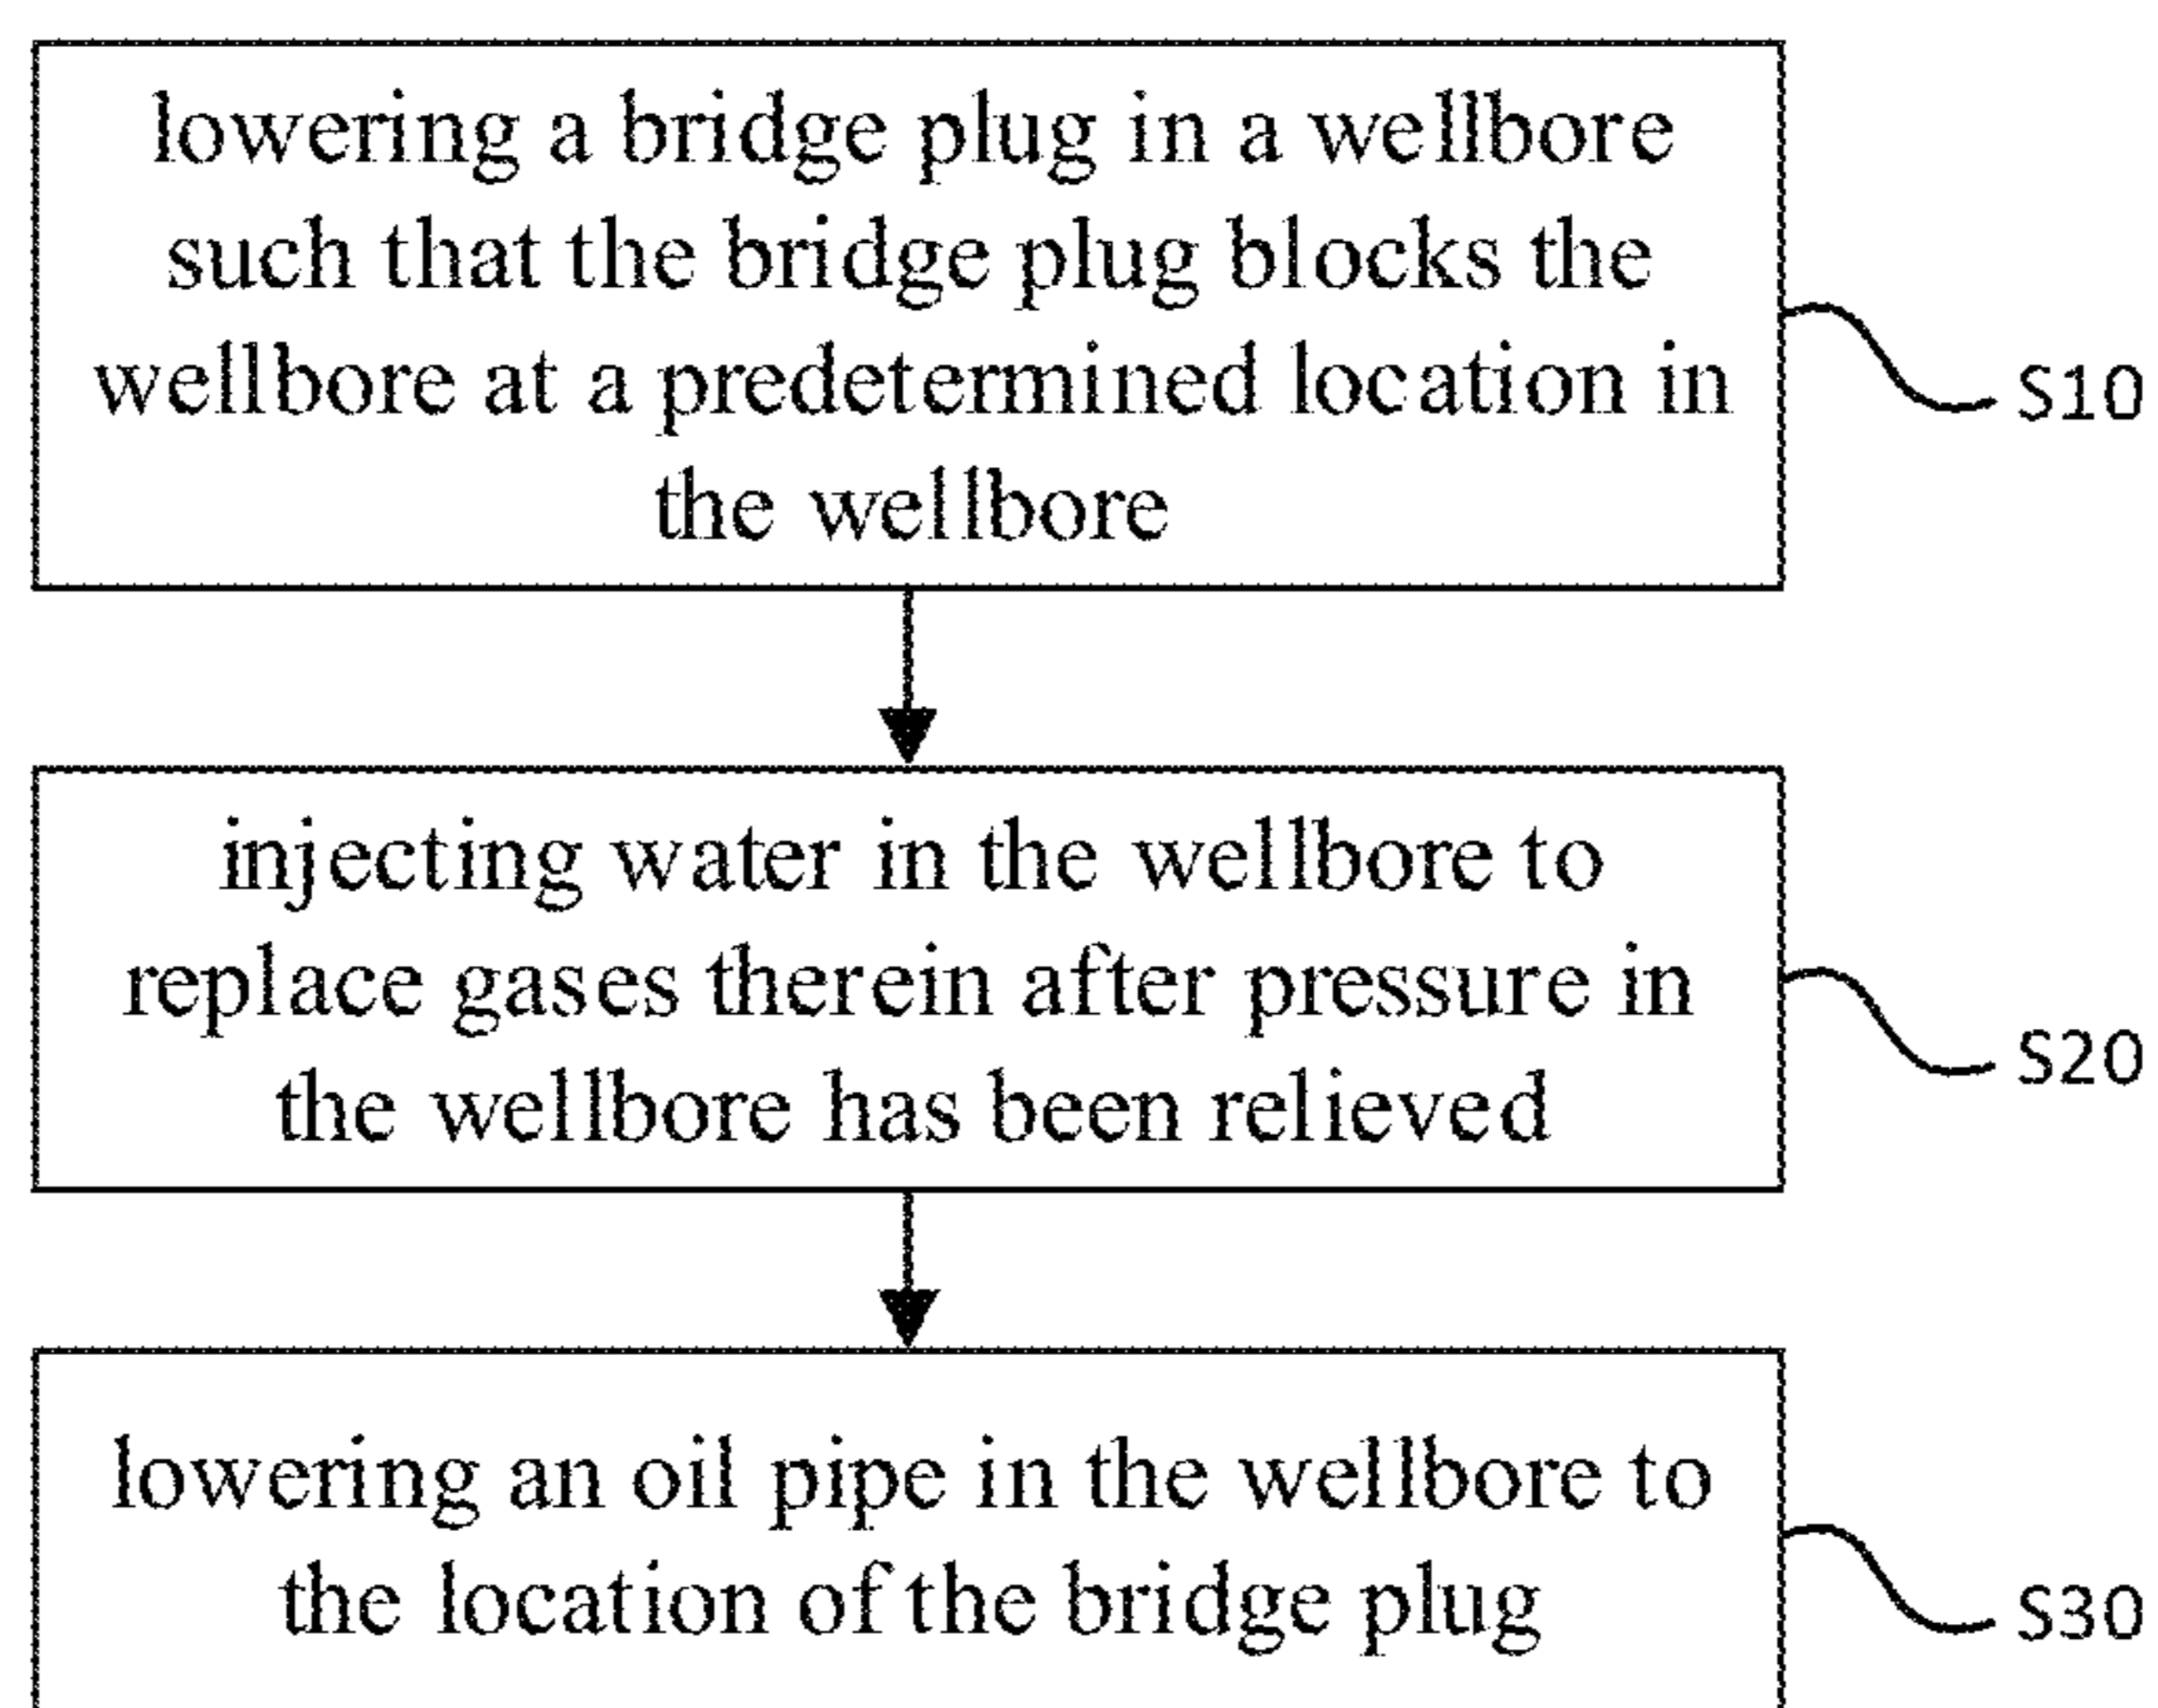 lowering a bridge plug in a wellbore
such that the bridge plug blocks the
wellbore at a predetermined location in
the wellbore
S10
injecting water in the wellbore to
replace gases therein after pressure in
the wellbore has been relieved
S20
lowering an oil pipe in the wellbore to
the location of the bridge plug
S30